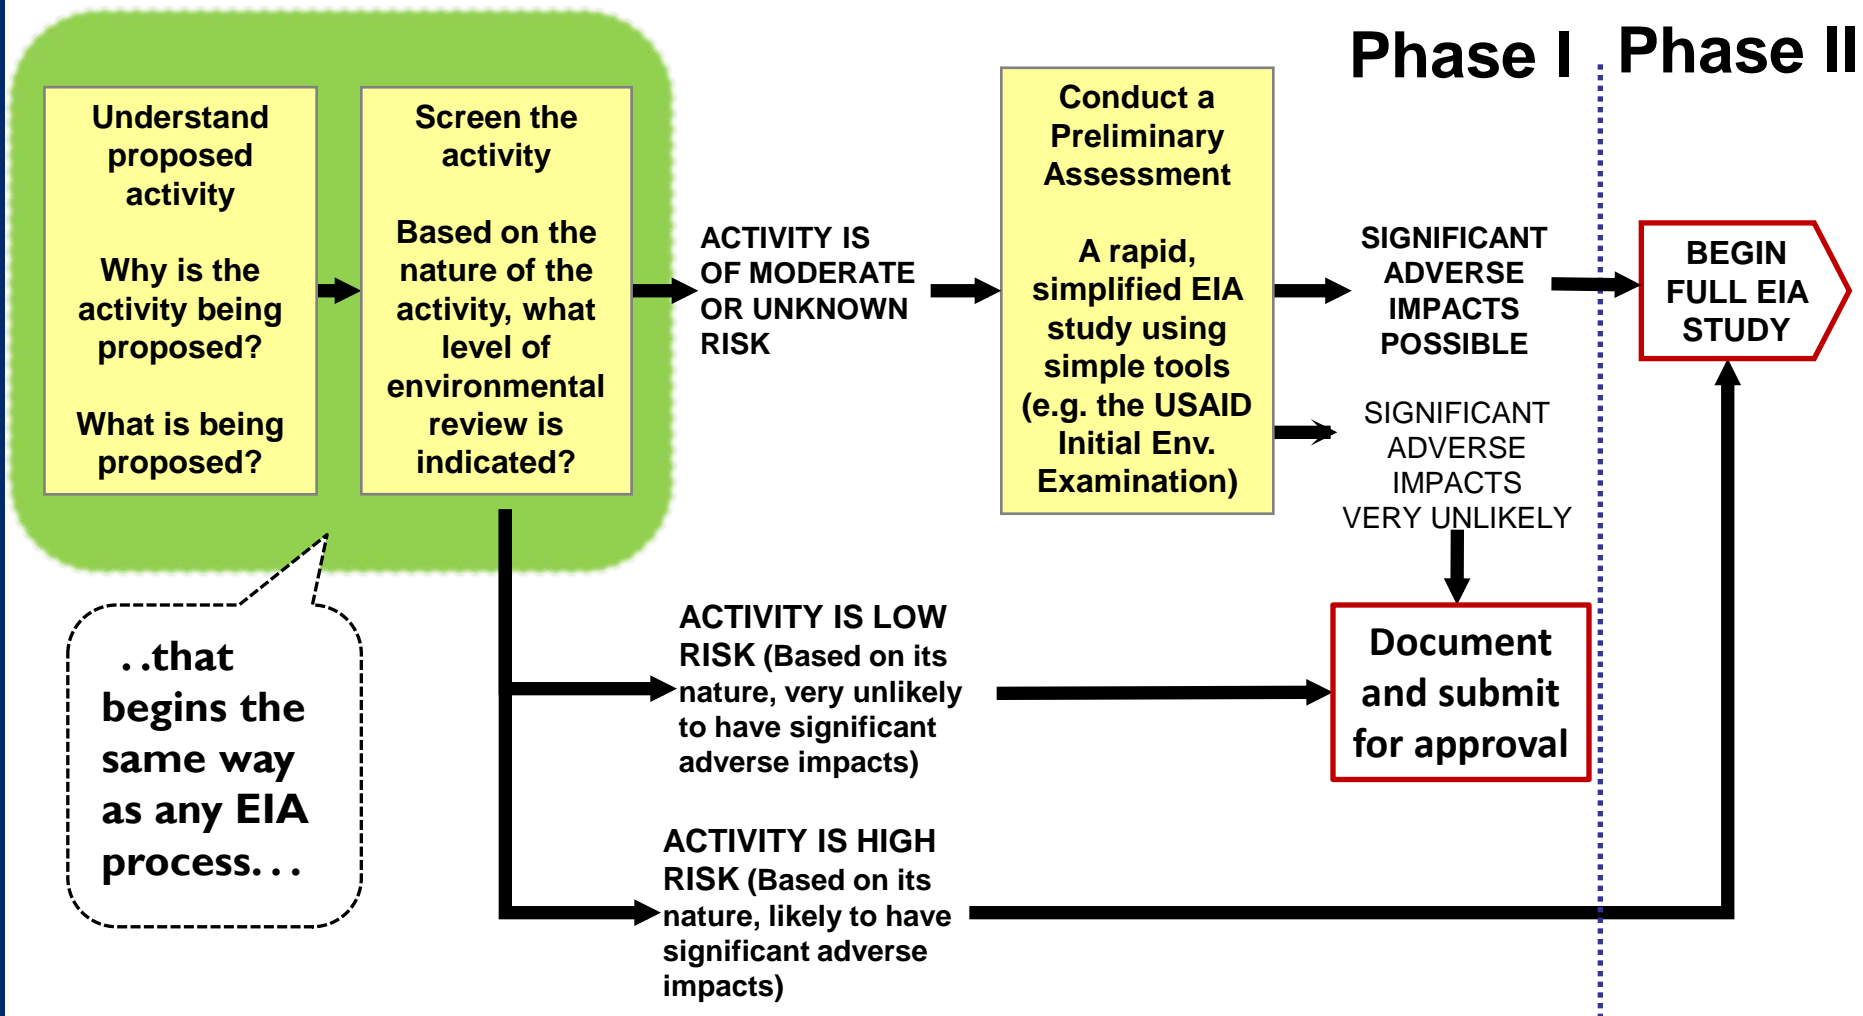 Phase I
Phase II
Understand
proposed
activity
Why is the
activity being
proposed?
What is being
proposed?
Screen the
activity
Based on the
nature of the
activity, what
level of
environmental
review is
indicated?
ACTIVITY IS
OF MODERATE
OR UNKNOWN
RISK
Conduct a
Preliminary
Assessment
A rapid,
simplified EIA
study using
simple tools
(e.g. the USAID
Initial Env.
Examination)
SIGNIFICANT
ADVERSE
IMPACTS
POSSIBLE
SIGNIFICANT
ADVERSE
IMPACTS
VERY UNLIKELY
BEGIN
FULL EIA
STUDY
. .that
begins the
same way
as any EIA
process. . .
ACTIVITY IS LOW
RISK (Based on its
nature, very unlikely
to have significant
adverse impacts)
Document
and submit
for approval
ACTIVITY IS HIGH
RISK (Based on its
nature, likely to have
significant adverse
impacts)